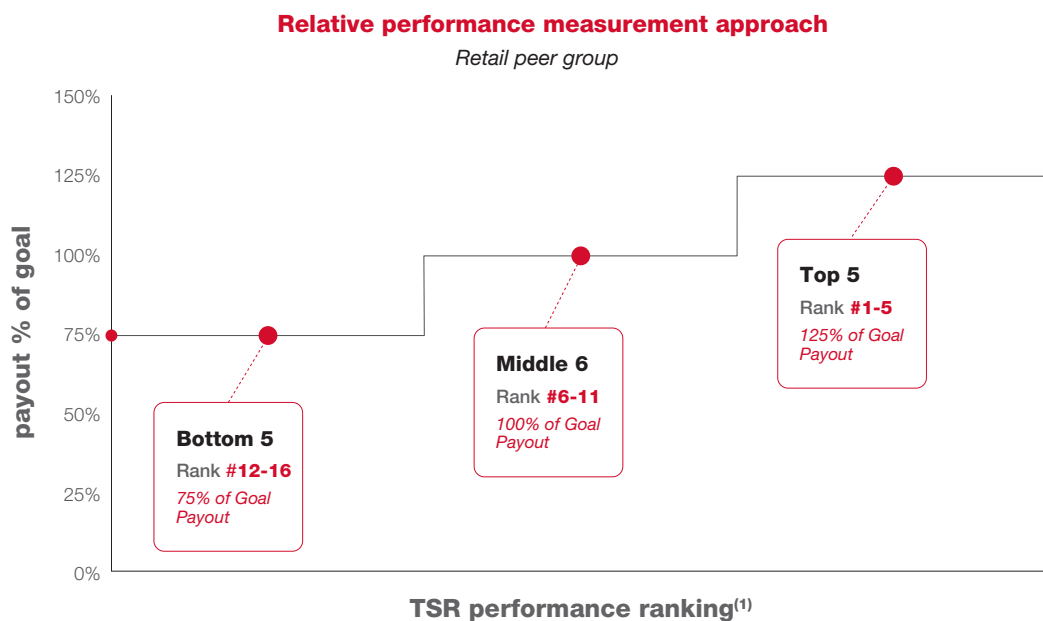 Relative performance measurement approach
Retail peer group
payout % of goal
150%
125%
100%
75%
50%
25%
0%
Bottom 5
Rank #12-16
75% of Goal
Payout
Middle 6
Rank #6-11
100% of Goal
Payout
Top 5
Rank #1-5
125% of Goal
Payout
TSR performance ranking(1)